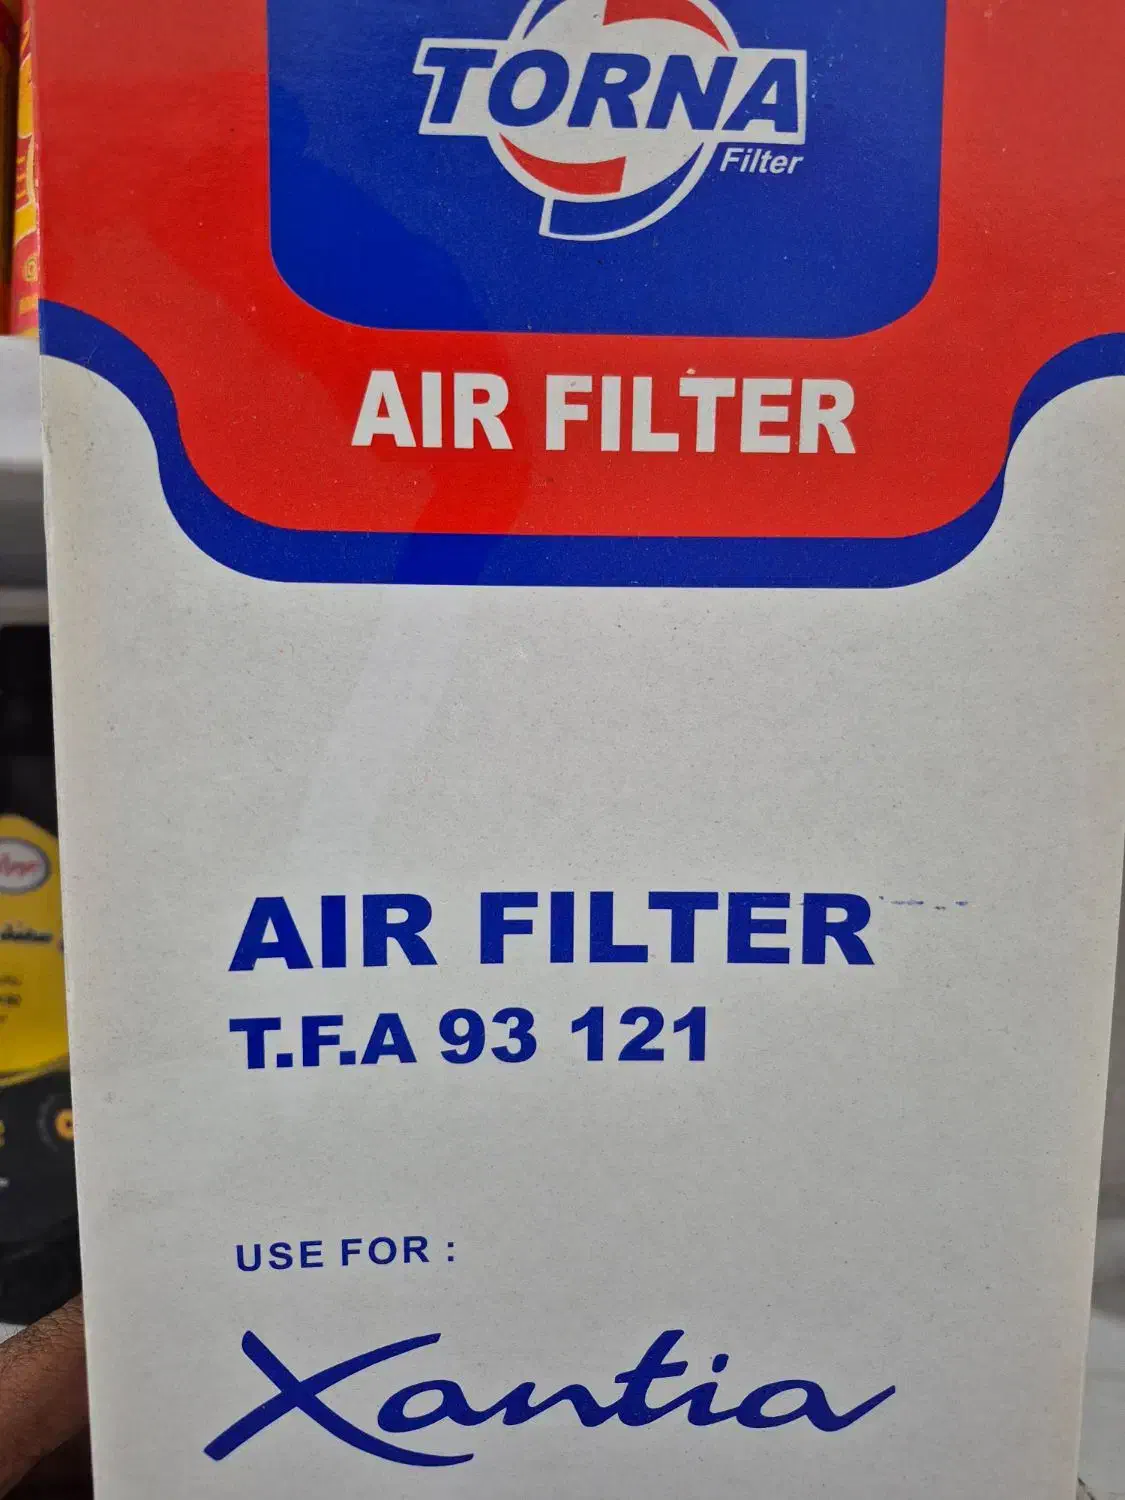 TORNA
Filter
AIR FILTER
AIR FILTER
T.F.A 93 121
USE FOR :
Xantia